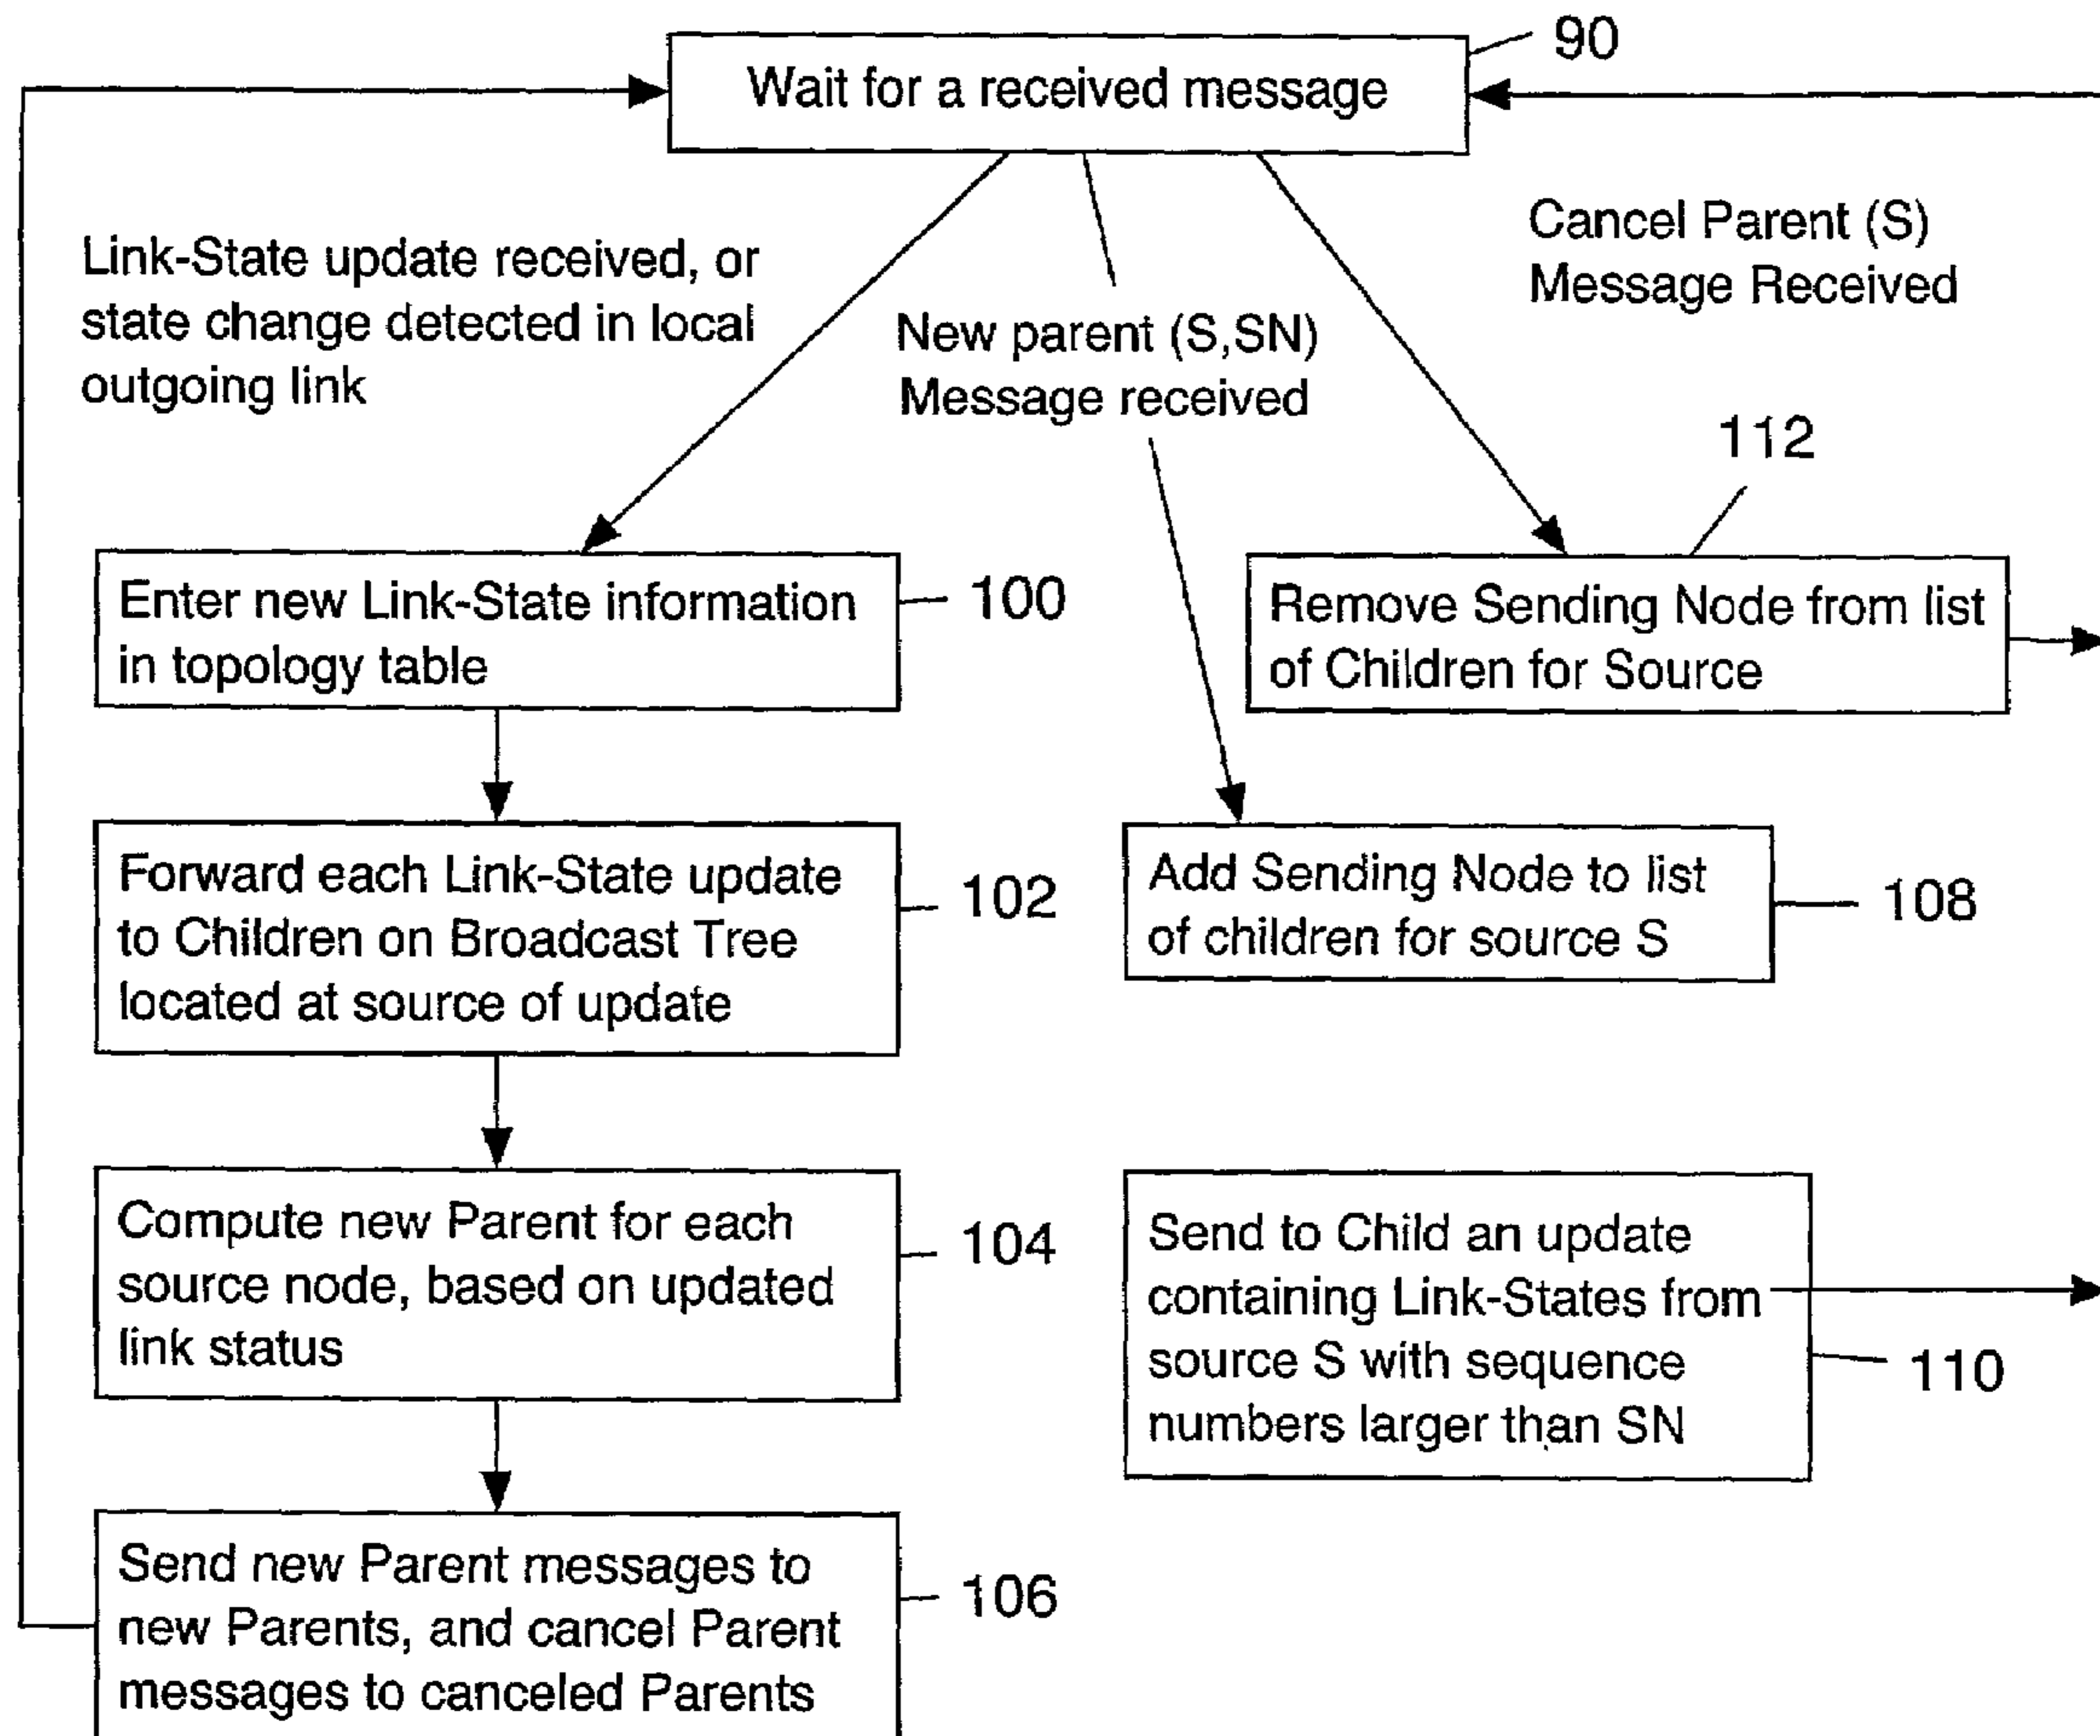 90
Wait for a received message
Cancel Parent (S)
Message Received
Link-State update received, or
state change detected in local
outgoing link
New parent (S,SN)
Message received
112
Enter new Link-State information
in topology table
100
Remove Sending Node from list
of Children for Source
Forward each Link-State update
to Children on Broadcast Tree
located at source of update
102
Add Sending Node to list
of children for source S
108
Compute new Parent for each
source node, based on updated
link status
104
Send to Child an update
containing Link-States from
source S with sequence
numbers larger than SN
110
Send new Parent messages to
new Parents, and cancel Parent
messages to canceled Parents
106